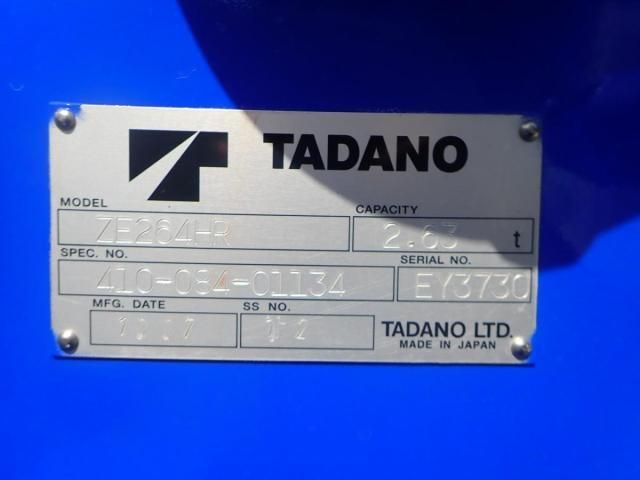 TADANO
MODEL CAPACITY
ZE264HR 2.63 t
SPEC. NO. SERIAL NO.
410-084-01134 EY3730
MFG. DATE SS NO.
TADANO LTD.
MADE IN JAPAN